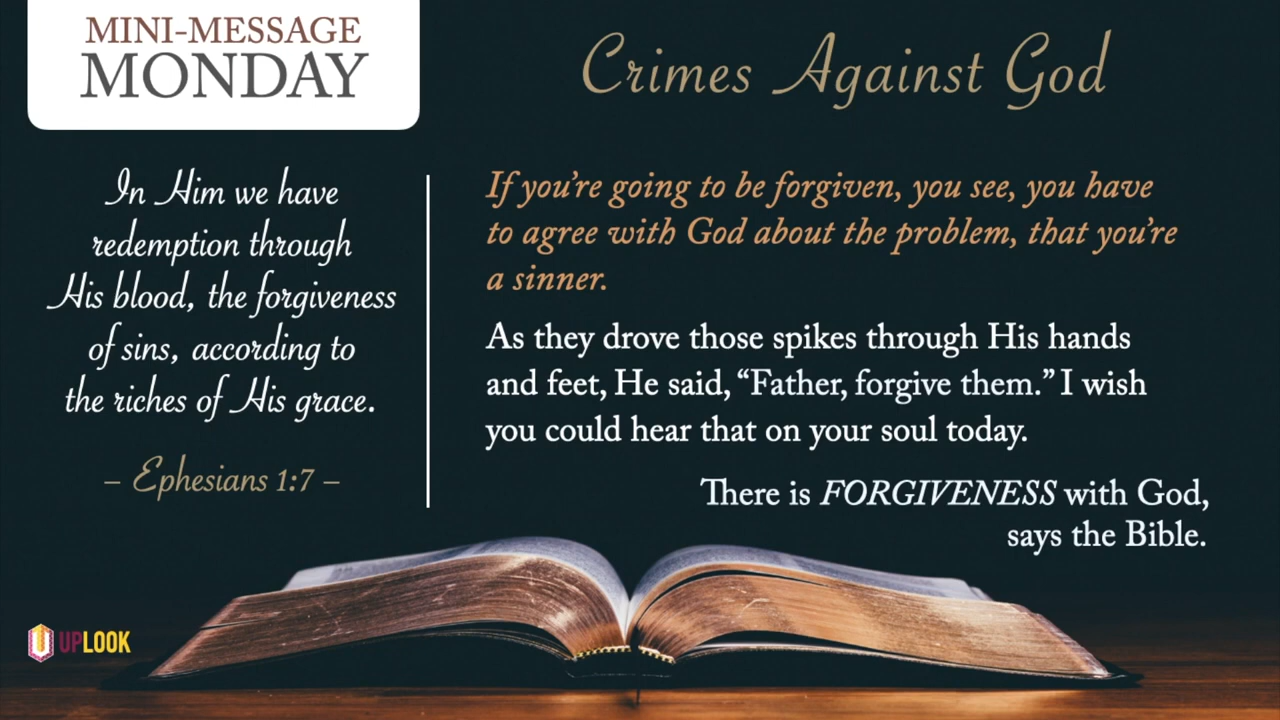 MINI-MESSAGE
MONDAY
Crimes Against God
In Him we have
redemption through
His blood, the forgiveness
of sins, according to
the riches of His grace.
– Ephesians 1:7 –
If you’re going to be forgiven, you see, you have
to agree with God about the problem, that you’re
a sinner.
As they drove those spikes through His hands
and feet, He said, “Father, forgive them.” I wish
you could hear that on your soul today.
There is FORGIVENESS with God,
says the Bible.
UPLOOK